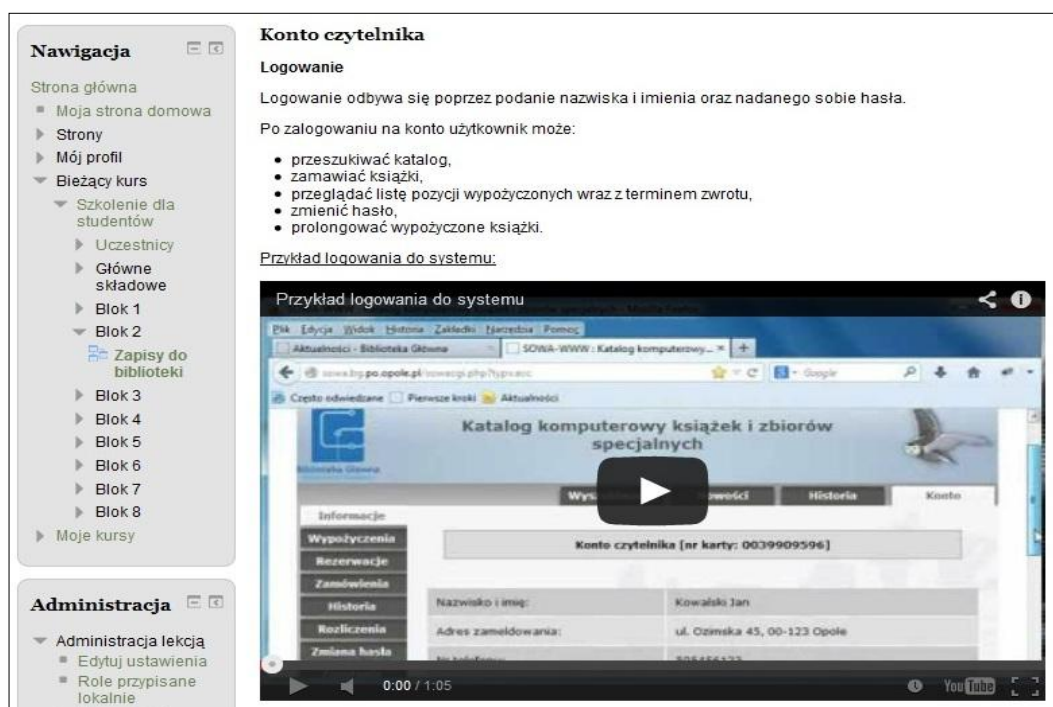 Nawigacja
Strona główna
Moja strona domowa
Strony
Mój profil
Bieżący kurs
Szkolenie dla
studentów
Uczestnicy
Główne
składowe
Blok 1
Blok 2
Zapisy do
biblioteki
Blok 3
Blok 4
Blok 5
Blok 6
Blok 7
Blok 8
Moje kursy
Administracja
Administracja lekcją
Edytuj ustawienia
Role przypisane
lokalnie
Konto czytelnika
Logowanie
Logowanie odbywa się poprzez podanie nazwiska i imienia oraz nadanego sobie hasła.
Po zalogowaniu na konto użytkownik może:
przeszukiwać katalog,
zamawiać książki,
przeglądać listę pozycji wypożyczonych wraz z terminem zwrotu,
zmienić hasło,
prolongować wypożyczone książki.
Przykład logowania do systemu:
Przykład logowania do systemu
Plik Edycja Widok Historia Zakładki Narzędzia Pomoc
Aktualności - Biblioteka Główna SOWA-WWW : Katalog komputerowy...
po.opole.pl Google
Często odwiedzane Pierwsze kroki Aktualności
Katalog komputerowy książek i zbiorów
specjalnych
Biblioteka Główna
Nowości Historia Konto
Informacje
Wypożyczenia
Rezerwacje
Zamówienia
Historia
Rozliczenia
Zmiana hasła
Konto czytelnika [nr karty: 0039909596]
Nazwisko i imię: Kowalski Jan
Adres zameldowania: ul. Ozimska 45, 00-123 Opole
0:00 / 1:05
YouTube